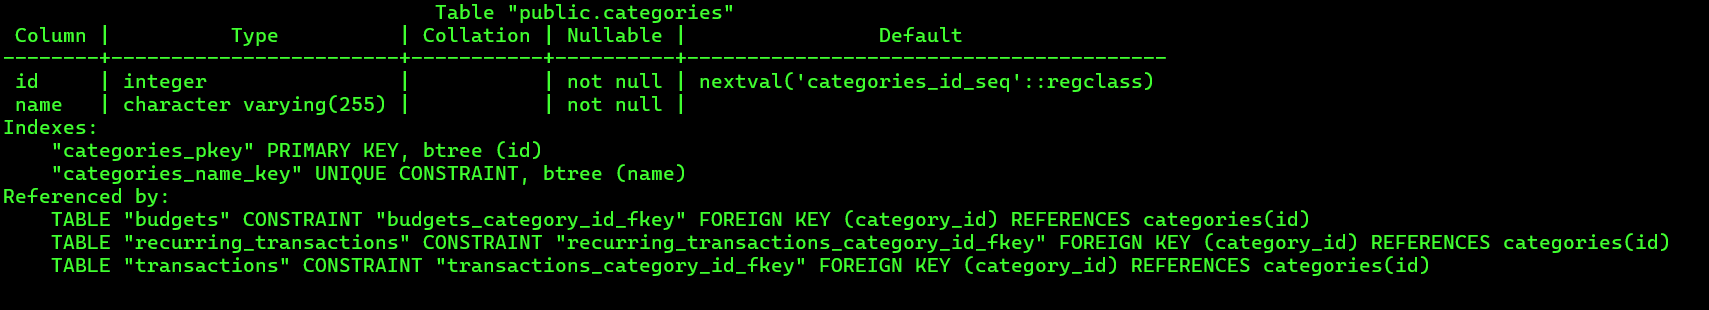 Table "public.categories"
 Column |          Type          | Collation | Nullable |                Default
--------+------------------------+-----------+----------+----------------------------------------
 id     | integer                |           | not null | nextval('categories_id_seq'::regclass)
 name   | character varying(255) |           | not null |
Indexes:
    "categories_pkey" PRIMARY KEY, btree (id)
    "categories_name_key" UNIQUE CONSTRAINT, btree (name)
Referenced by:
    TABLE "budgets" CONSTRAINT "budgets_category_id_fkey" FOREIGN KEY (category_id) REFERENCES categories(id)
    TABLE "recurring_transactions" CONSTRAINT "recurring_transactions_category_id_fkey" FOREIGN KEY (category_id) REFERENCES categories(id)
    TABLE "transactions" CONSTRAINT "transactions_category_id_fkey" FOREIGN KEY (category_id) REFERENCES categories(id)